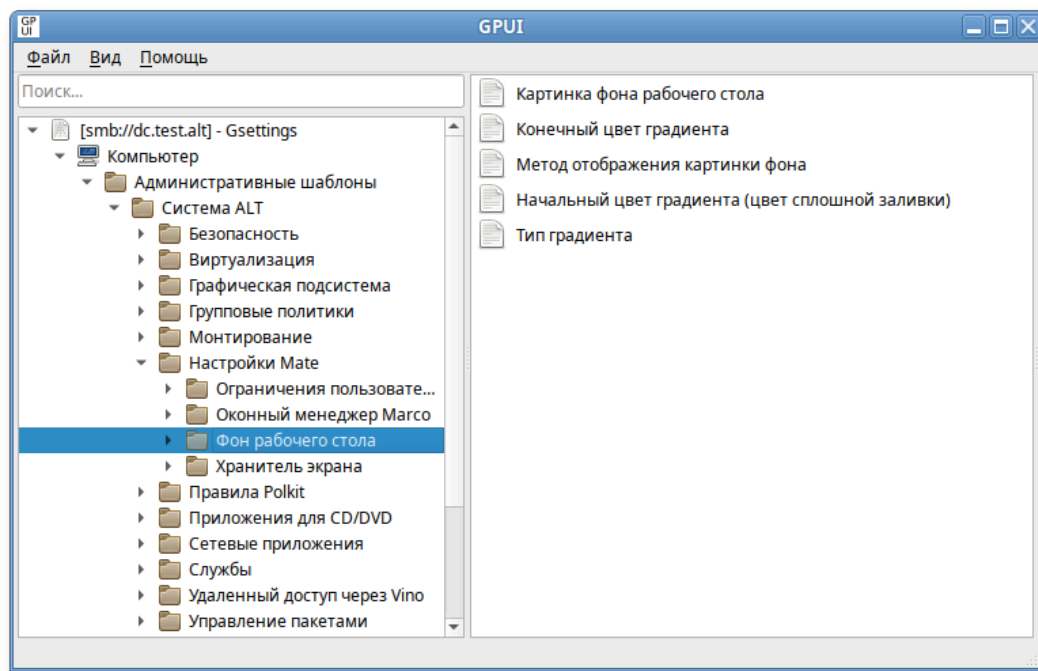 GP
UI
GPUI
Файл Вид Помощь
Поиск...
[smb://dc.test.alt] - Gsettings
Компьютер
Административные шаблоны
Система ALT
Безопасность
Виртуализация
Графическая подсистема
Групповые политики
Монтирование
Настройки Mate
Ограничения пользовате...
Оконный менеджер Marco
Фон рабочего стола
Хранитель экрана
Правила Polkit
Приложения для CD/DVD
Сетевые приложения
Службы
Удаленный доступ через Vino
Управление пакетами
Картинка фона рабочего стола
Конечный цвет градиента
Метод отображения картинки фона
Начальный цвет градиента (цвет сплошной заливки)
Тип градиента